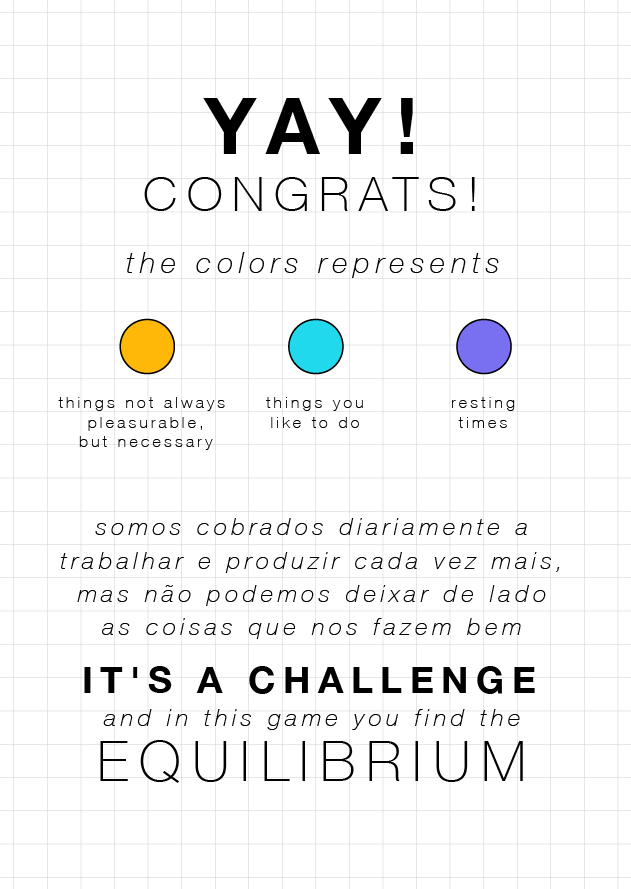 YAY!
CONGRATS!
the colors represents
things not always
pleasurable,
but necessary
things you
like to do
resting
times
somos cobrados diariamente a
trabalhar e produzir cada vez mais,
mas não podemos deixar de lado
as coisas que nos fazem bem
IT'S A CHALLENGE
and in this game you find the
EQUILIBRIUM